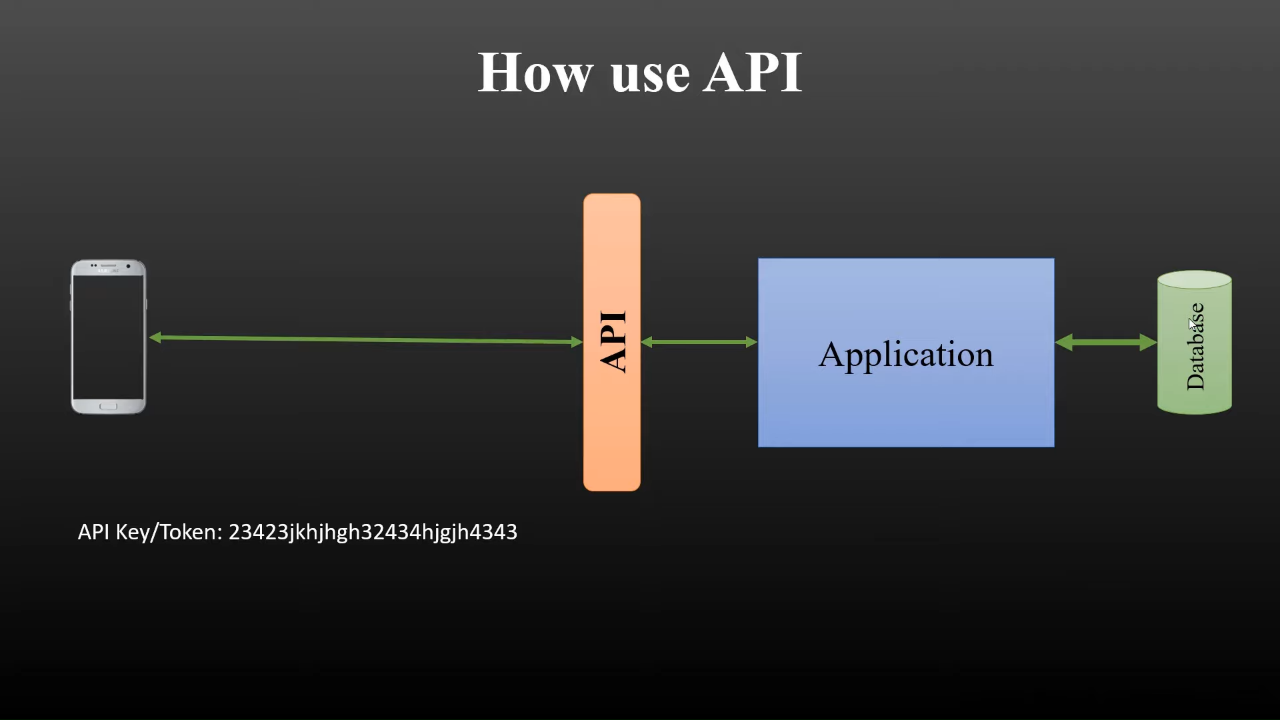 How use API
API
Application
Database
API Key/Token: 23423jkhjhgh32434hjgjh4343